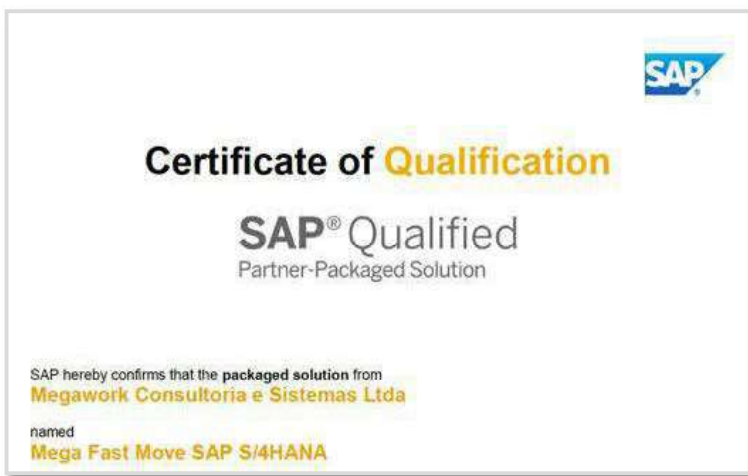 SAP®
Certificate of Qualification
SAP® Qualified
Partner-Packaged Solution
SAP hereby confirms that the packaged solution from
Megawork Consultoria e Sistemas Ltda
named
Mega Fast Move SAP S/4HANA